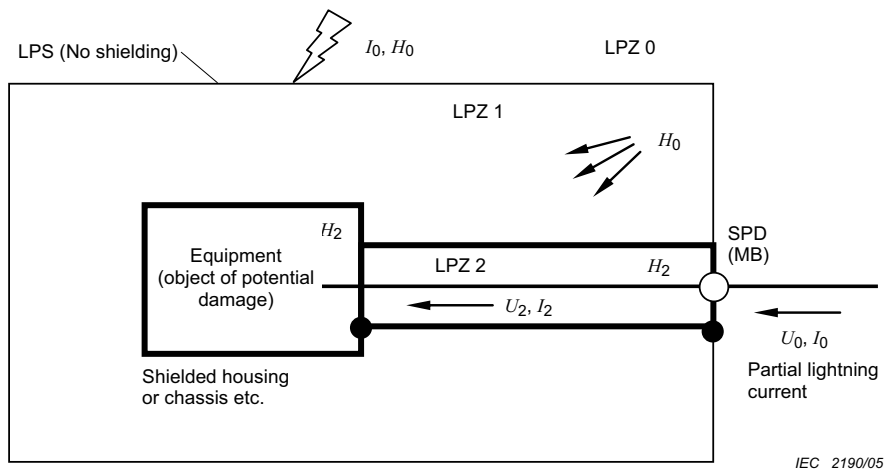 I0, H0
LPZ 0
LPS (No shielding)
LPZ 1
H0
H2
SPD
(MB)
Equipment
(object of potential
damage)
LPZ 2
H2
U2, I2
U0, I0
Shielded housing
or chassis etc.
Partial lightning
current
IEC 2190/05